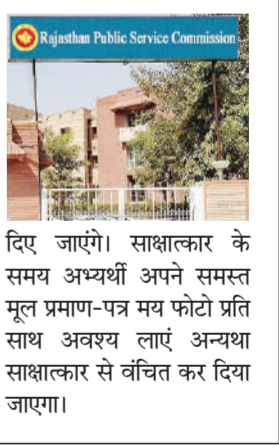 Rajasthan Public Service Commission
दिए जाएंगे। साक्षात्कार के
समय अभ्यर्थी अपने समस्त
मूल प्रमाण-पत्र मय फोटो प्रति
साथ अवश्य लाएं अन्यथा
साक्षात्कार से वंचित कर दिया
जाएगा।